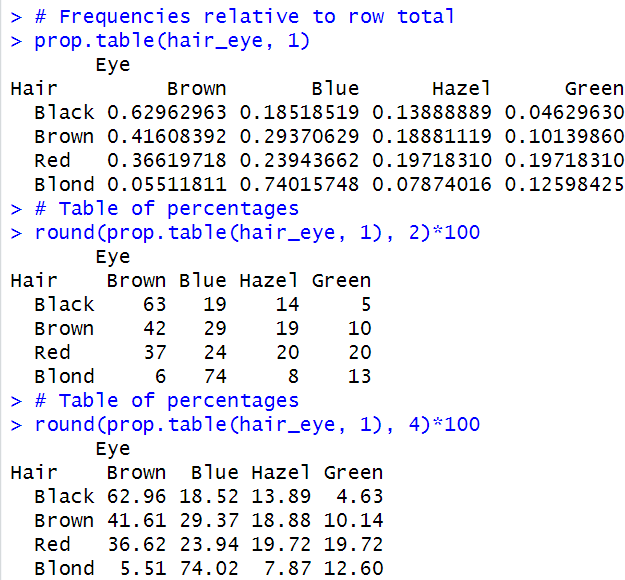 > # Frequencies relative to row total
> prop.table(hair_eye, 1)
       Eye
Hair         Brown       Blue      Hazel      Green
  Black 0.62962963 0.18518519 0.13888889 0.04629630
  Brown 0.41608392 0.29370629 0.18881119 0.10139860
  Red   0.36619718 0.23943662 0.19718310 0.19718310
  Blond 0.05511811 0.74015748 0.07874016 0.12598425
> # Table of percentages
> round(prop.table(hair_eye, 1), 2)*100
       Eye
Hair    Brown Blue Hazel Green
  Black    63   19    14     5
  Brown    42   29    19    10
  Red      37   24    20    20
  Blond     6   74     8    13
> # Table of percentages
> round(prop.table(hair_eye, 1), 4)*100
       Eye
Hair    Brown  Blue Hazel Green
  Black 62.96 18.52 13.89  4.63
  Brown 41.61 29.37 18.88 10.14
  Red   36.62 23.94 19.72 19.72
  Blond  5.51 74.02  7.87 12.60